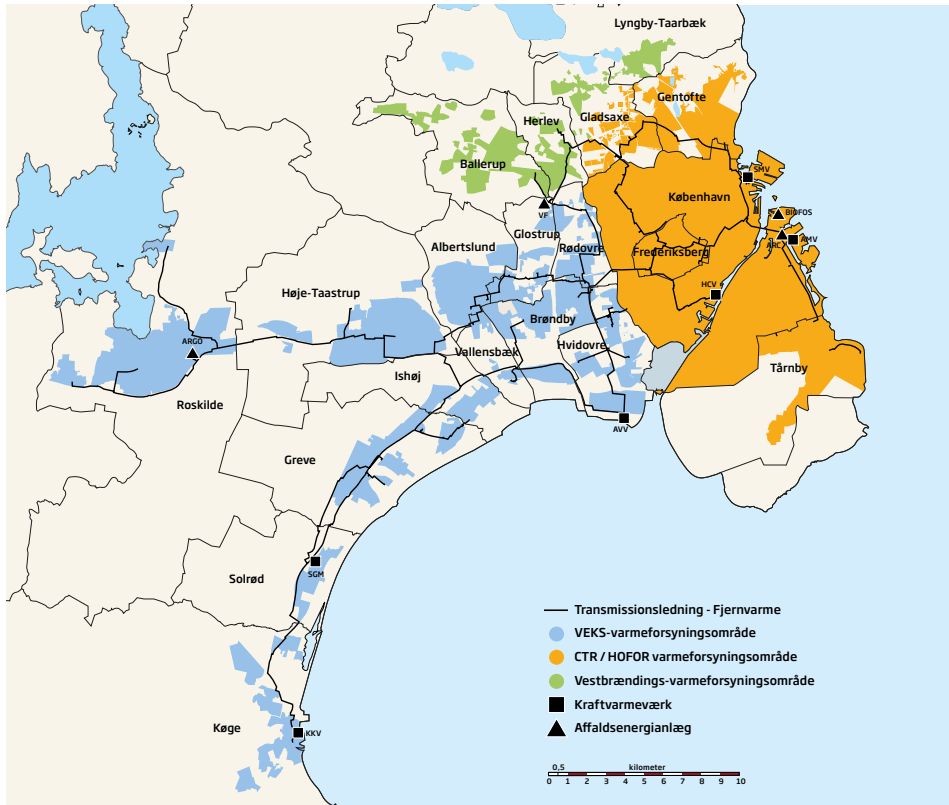 Lyngby-Taarbæk
Gentofte
Herlev
Gladsaxe
Ballerup
SMV
København
VF
BIOFOS
Glostrup
ARC
AMV
Albertslund
Rødovre
Frederiksberg
Høje-Taastrup
HCV
Brøndby
ARGO
Vallensbæk
Hvidovre
Ishøj
Tårnby
Roskilde
AVV
Greve
SGM
Solrød
Køge
KKV
Transmissionsledning - Fjernvarme
VEKS-varmeforsyningsområde
CTR / HOFOR varmeforsyningsområde
Vestbrændings-varmeforsyningsområde
Kraftvarmeværk
Affaldsenergianlæg
0,5 kilometer
0 1 2 3 4 5 6 7 8 9 10